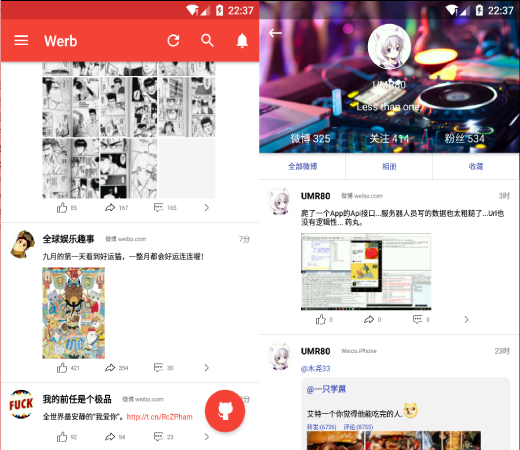 22:37
Werb
85
167
165
全球娱乐趣事 微博 weibo.com 7分
九月的第一天看到好运猫，一整月都会好运连连喔！
421
354
30
FUCK
我的前任是个极品 微博 weibo.com
全世界最安静的“我爱你”。http://t.cn/RcZPham
92
54
23
22:37
UMR80
Less than one
微博 325
关注 414
粉丝 534
全部微博
相册
收藏
UMR80 微博 weibo.com 3时
爬了一个App的Api接口...服务器人员写的数据也太粗糙了...Url也
没有逻辑性... 药丸。
0
0
0
UMR80 Weico.iPhone 23时
@木尧33
@一只学屌
艾特一个你觉得他能吃完的人.
转发:(6726) 评论:(8755)